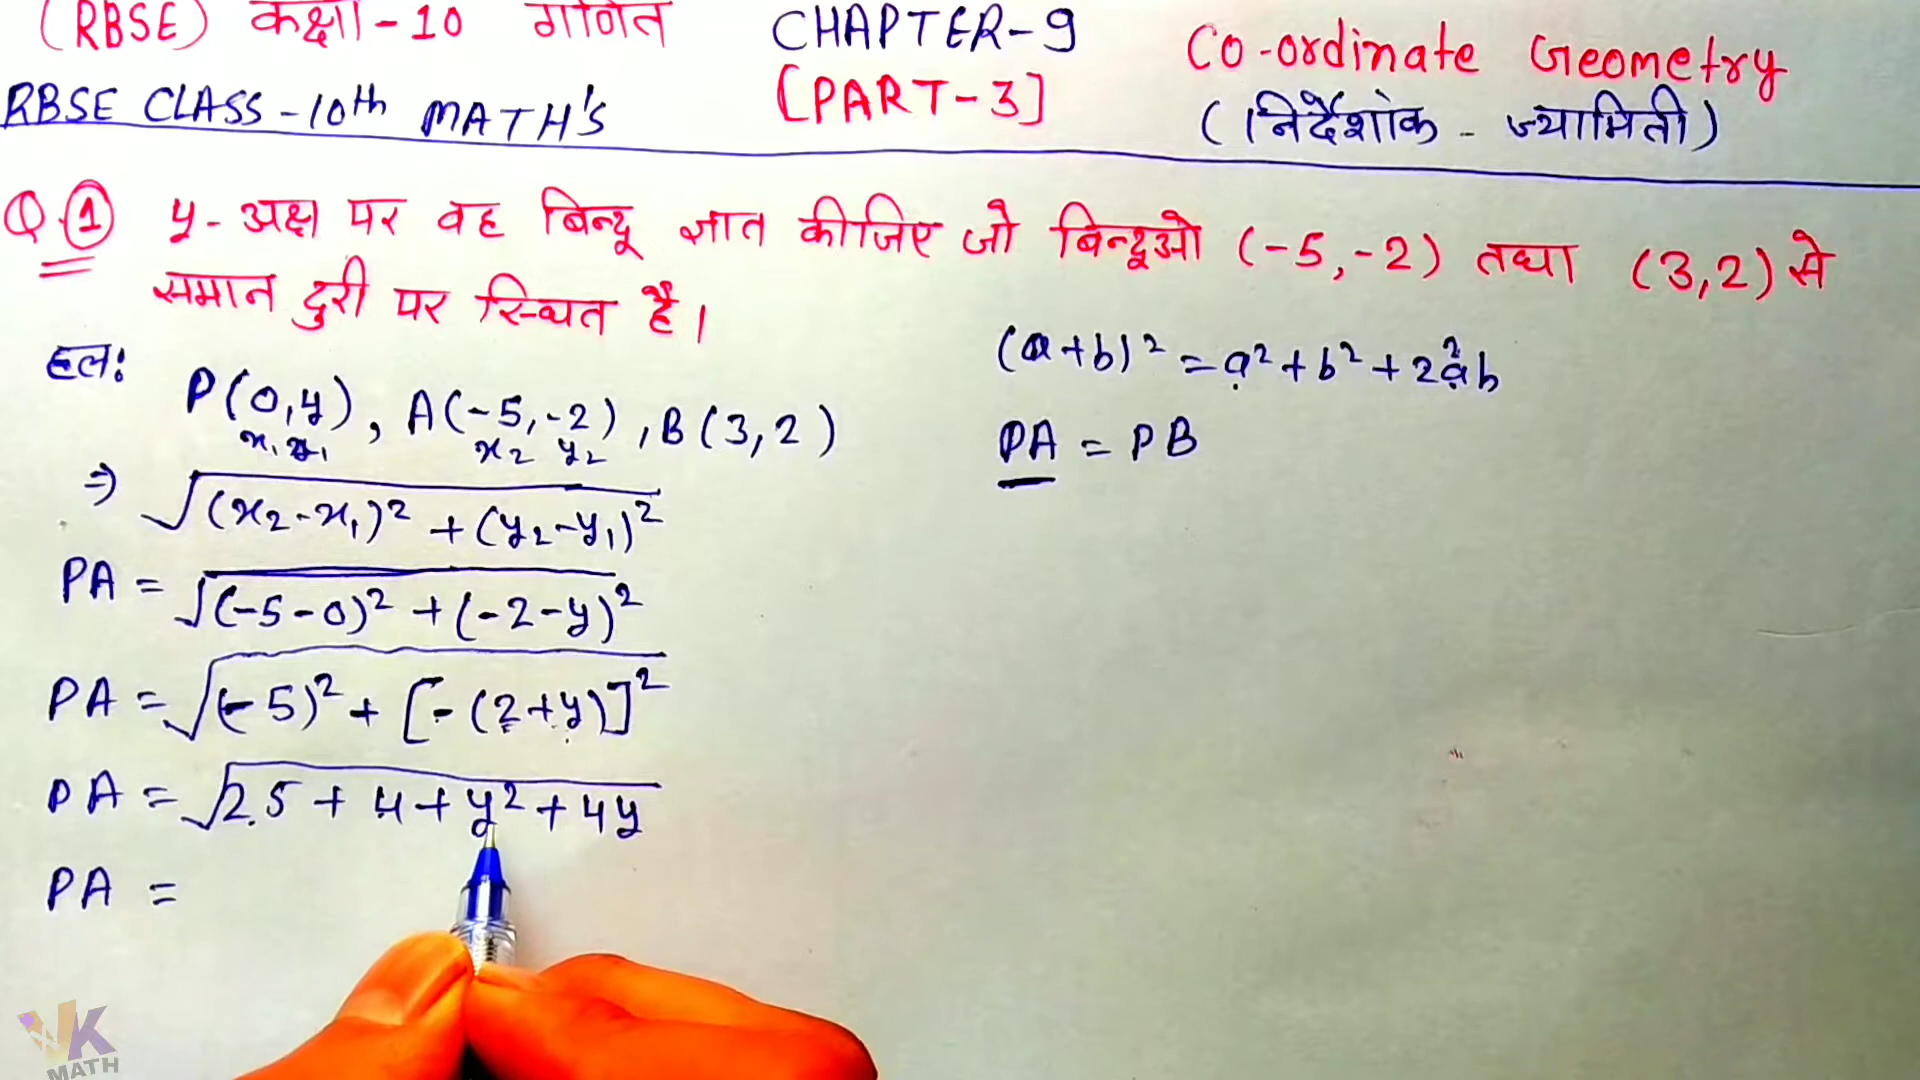 (RBSE) कक्षा-10 गणित CHAPTER-9 Co-ordinate Geometry
RBSE CLASS-10th MATH'S [PART-3] (निर्देशांक - ज्यामिती)
Q.① y-अक्ष पर वह बिन्दू ज्ञात कीजिए जो बिन्दूओ (-5,-2) तथा (3,2) से
समान दुरी पर स्थित है।
हल:
(a+b)² = a²+b²+2ab
2
P(0,y), A(-5,-2), B(3,2)
x₁ y₁ x₂ y₂
PA = PB
⇒ √(x₂-x₁)² + (y₂-y₁)²
PA = √(-5-0)² + (-2-y)²
PA = √(-5)² + [-(2+y)]²
PA = √25 + 4 + y² + 4y
PA =
VK
MATH